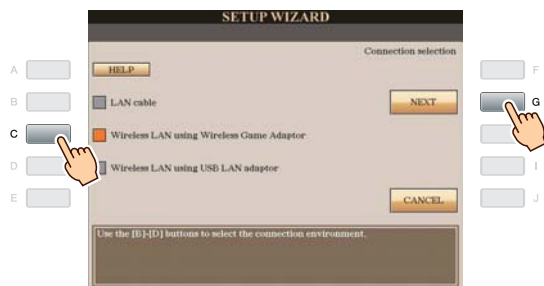 SETUP WIZARD
Connection selection
HELP
A
F
B
LAN cable
NEXT
G
C
Wireless LAN using Wireless Game Adaptor
D
Wireless LAN using USB LAN adaptor
I
E
CANCEL
J
Use the [B]-[D] buttons to select the connection environment.